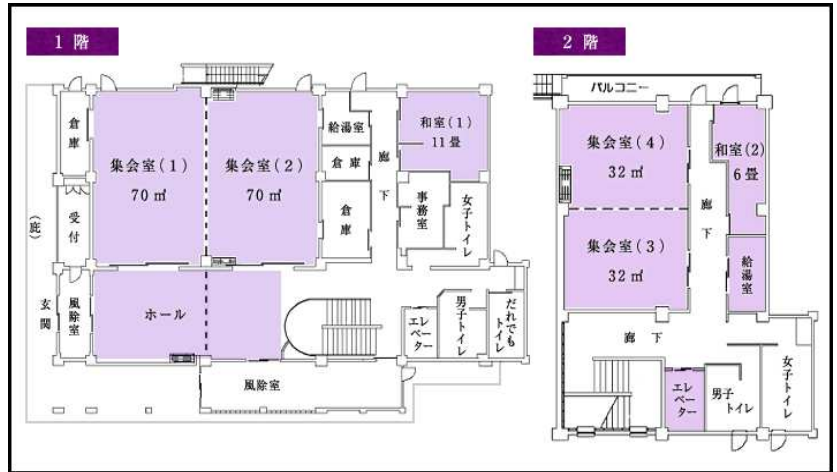 1 階
倉庫
集会室(1)
70 ㎡
集会室(2)
70 ㎡
給湯室
倉 庫
倉庫
廊下
和室(1)
11 畳
事務室
女子トイレ
受付
(庇)
玄関
風除室
ホール
エレベーター
男子トイレ
だれでもトイレ
風除室
2 階
バルコニー
集会室(4)
32 ㎡
和室(2)
6 畳
廊下
集会室(3)
32 ㎡
給湯室
廊 下
エレベーター
男子トイレ
女子トイレ